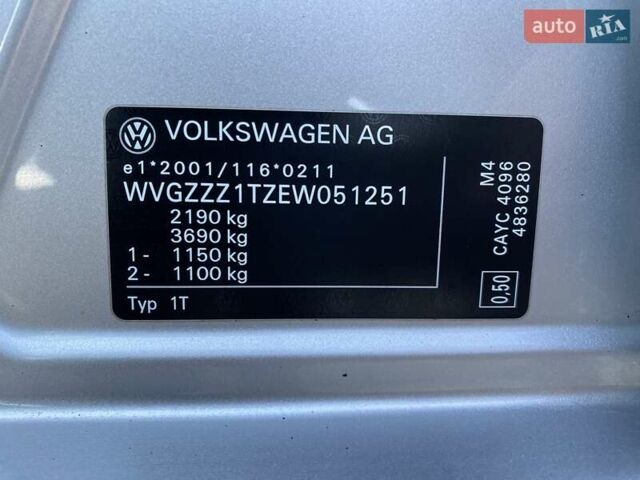 auto RIA.com
VOLKSWAGEN AG
e1*2001/116*0211
WVGZZZ1TZEW051251
2190 kg
3690 kg
1 - 1150 kg
2 - 1100 kg
Typ 1T
M4
CAYC 4096
4836280
0,50